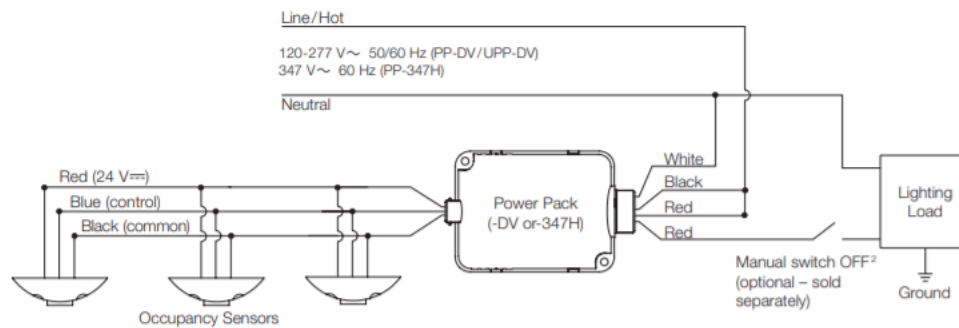 Line/Hot
120-277 V～ 50/60 Hz (PP-DV/UPP-DV)
347 V～ 60 Hz (PP-347H)
Neutral
White
Black
Red
Red
Power Pack
(-DV or-347H)
Lighting
Load
Red (24 V⎓)
Blue (control)
Black (common)
Manual switch OFF²
(optional – sold
separately)
Ground
Occupancy Sensors